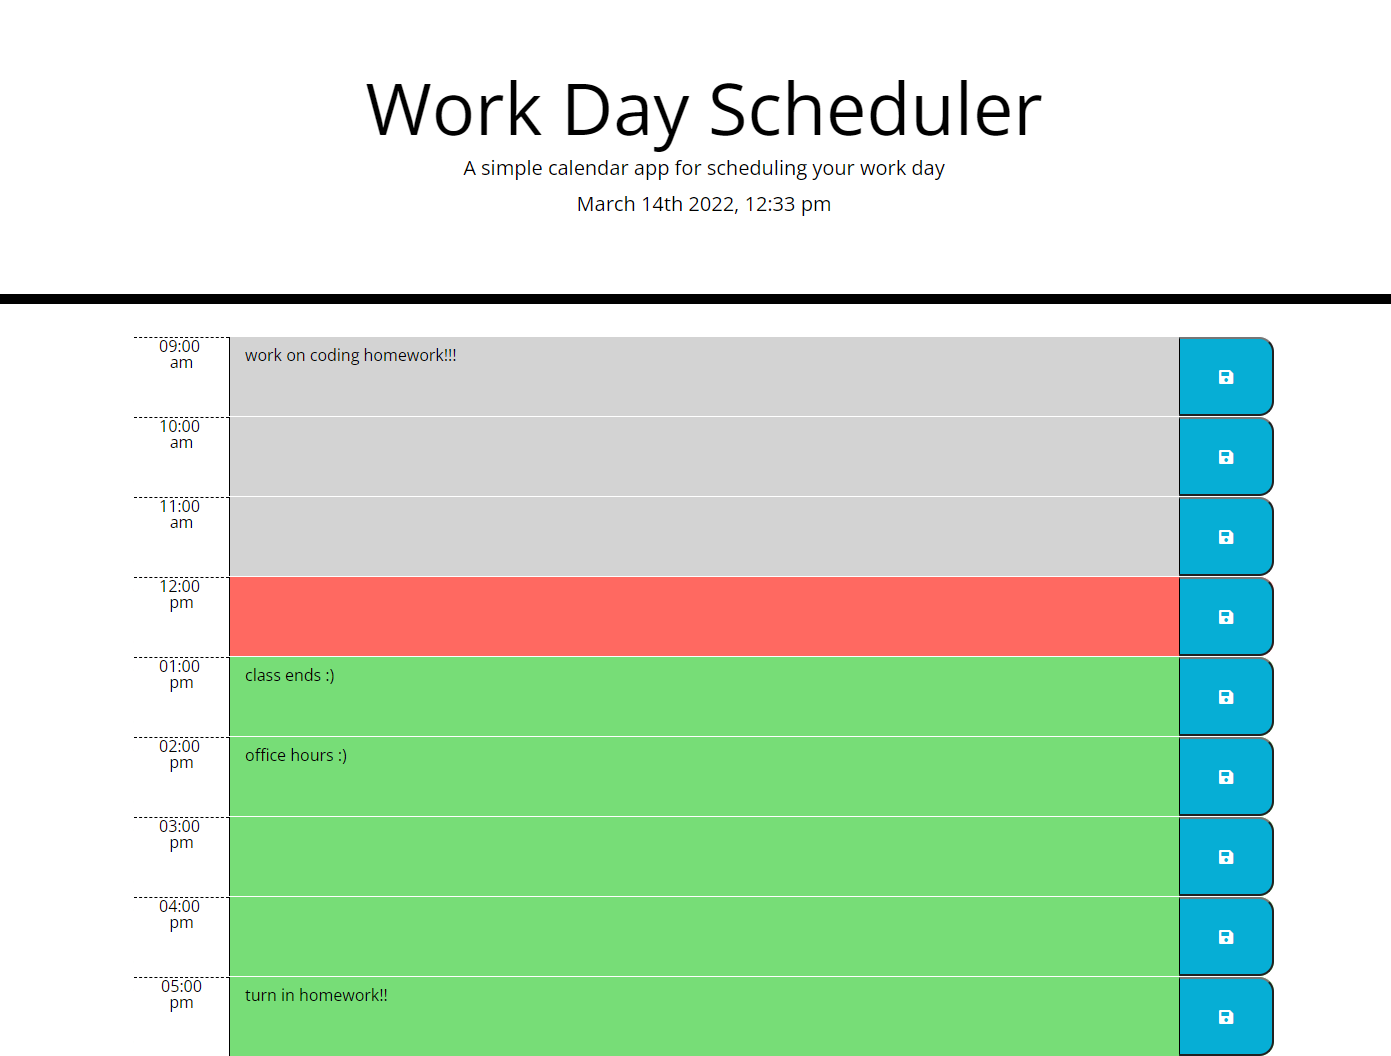 Work Day Scheduler
A simple calendar app for scheduling your work day
March 14th 2022, 12:33 pm
09:00
am
work on coding homework!!!
10:00
am
11:00
am
12:00
pm
01:00
pm
class ends :)
02:00
pm
office hours :)
03:00
pm
04:00
pm
05:00
pm
turn in homework!!